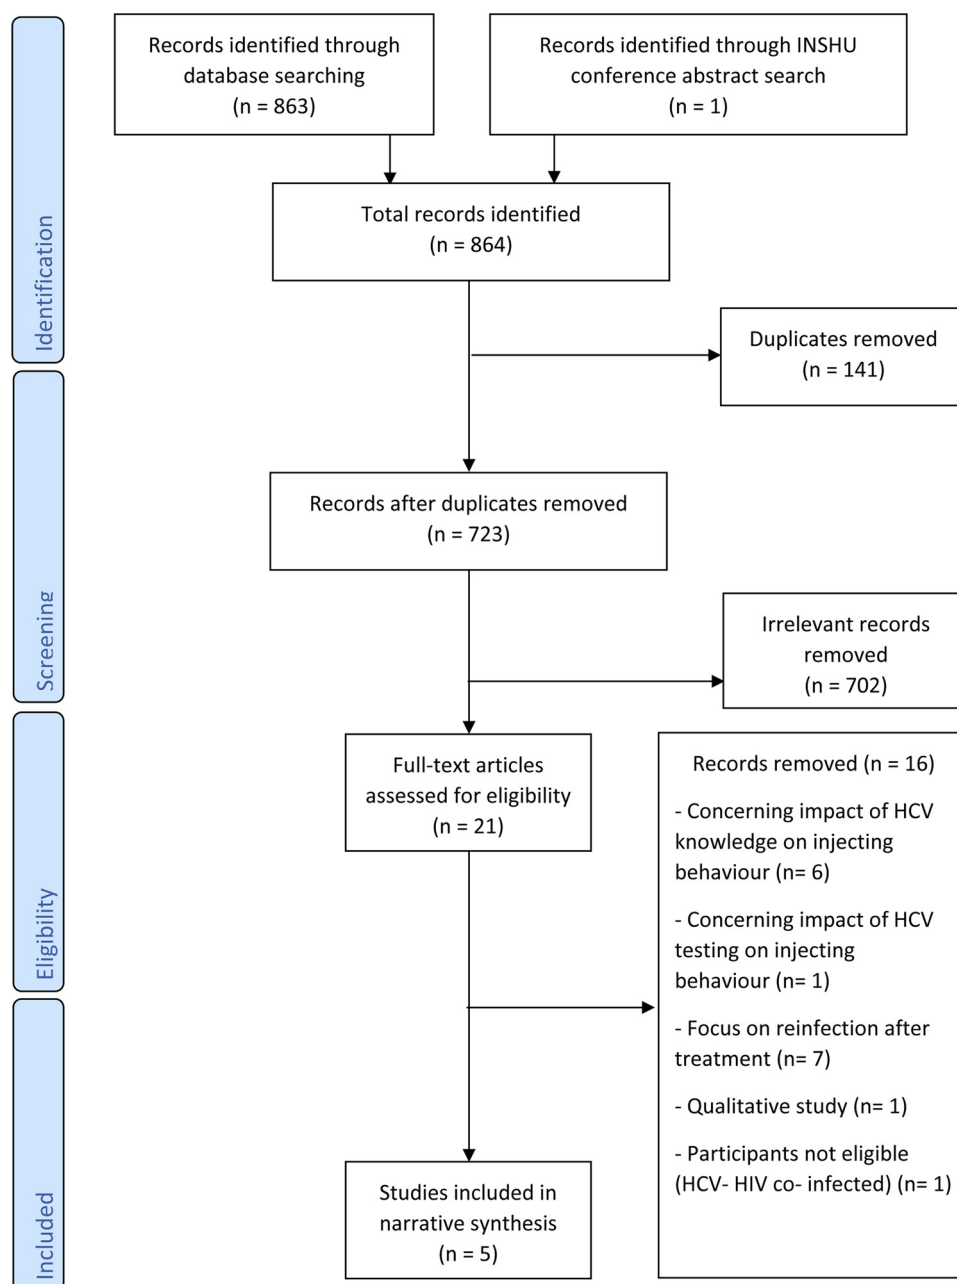 Records identified through
database searching
(n = 863)
Records identified through INSHU
conference abstract search
(n = 1)
Total records identified
(n = 864)
Identification
Duplicates removed
(n = 141)
Records after duplicates removed
(n = 723)
Screening
Irrelevant records
removed
(n = 702)
Full-text articles
assessed for eligibility
(n = 21)
Eligibility
Records removed (n = 16)
- Concerning impact of HCV
knowledge on injecting
behaviour (n= 6)
- Concerning impact of HCV
testing on injecting
behaviour (n= 1)
- Focus on reinfection after
treatment (n= 7)
- Qualitative study (n= 1)
- Participants not eligible
(HCV- HIV co- infected) (n= 1)
Studies included in
narrative synthesis
(n = 5)
Included